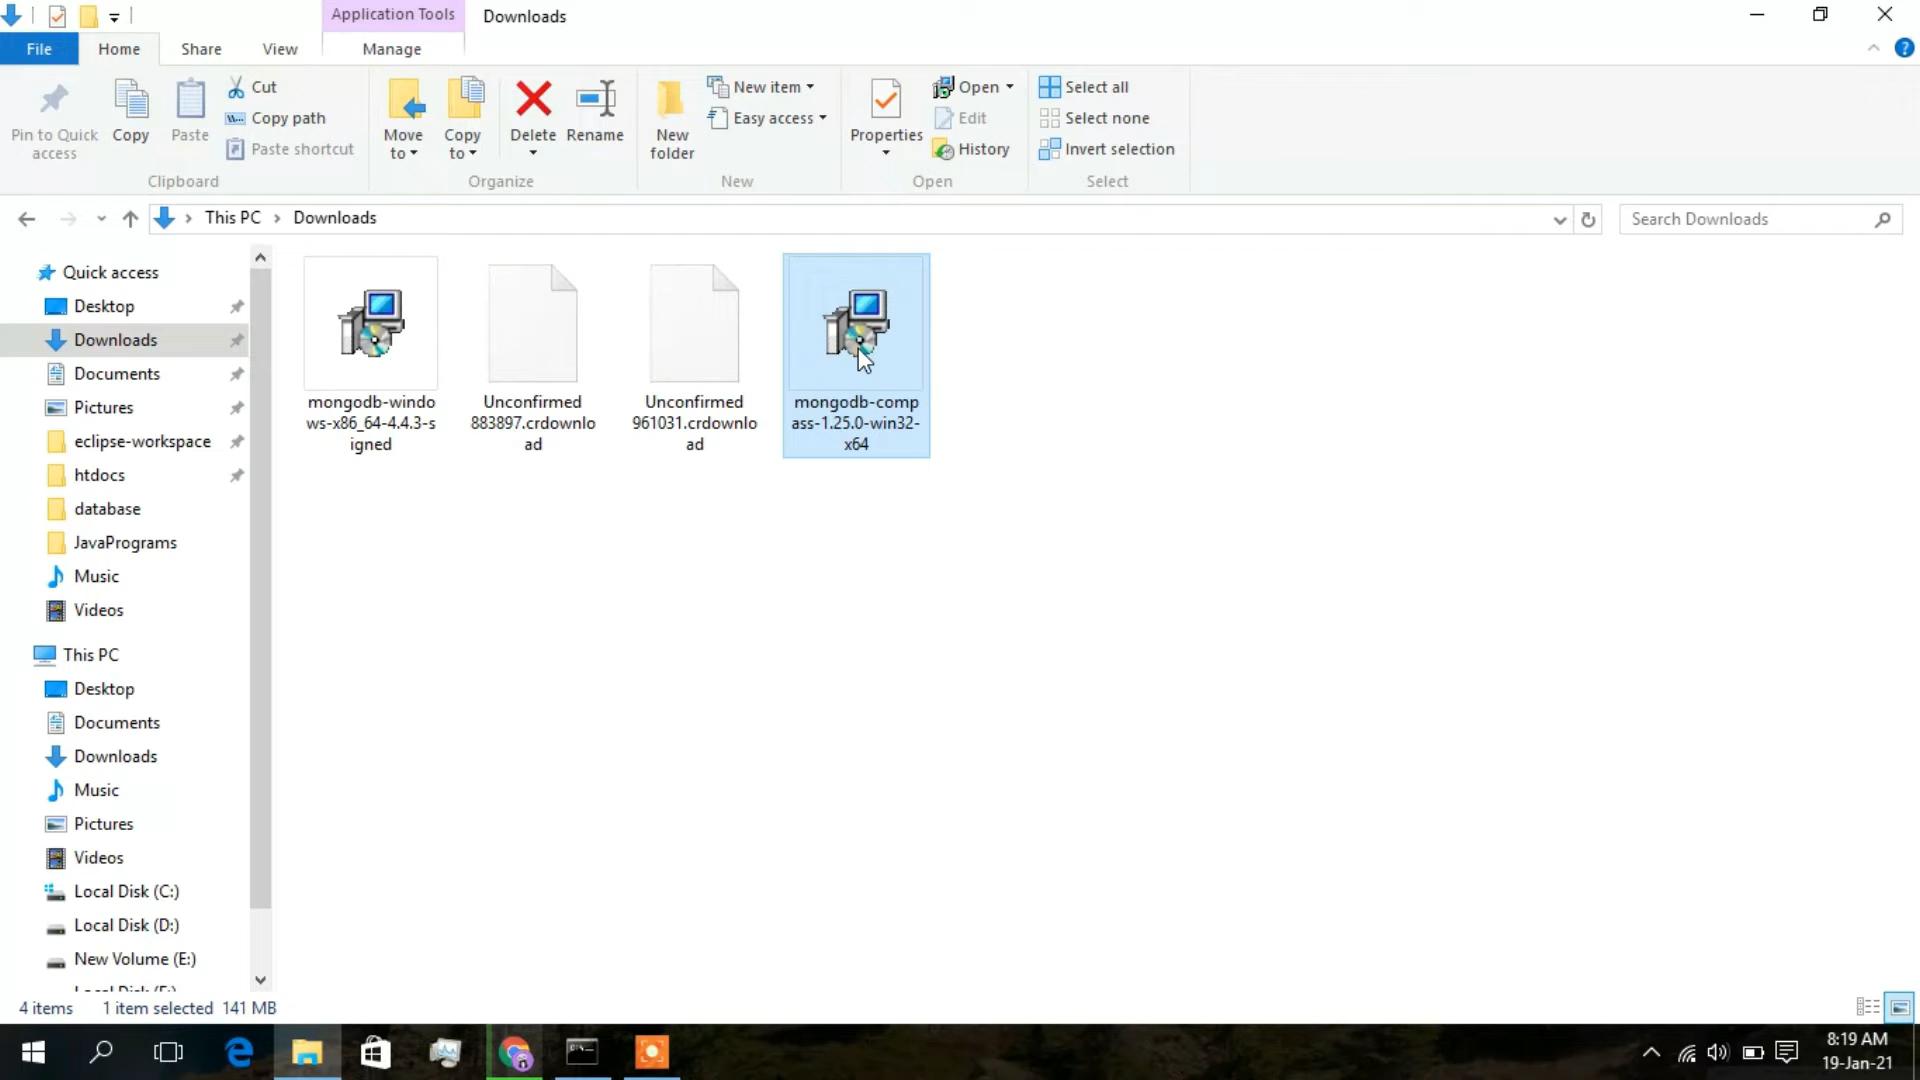 Application Tools
Downloads
File
Home
Share
View
Manage
Pin to Quick
access
Copy
Paste
Cut
Copy path
Paste shortcut
Clipboard
Move
to
Copy
to
Delete
Rename
Organize
New
folder
New item
Easy access
New
Properties
Open
Edit
History
Open
Select all
Select none
Invert selection
Select
This PC
Downloads
Search Downloads
Quick access
Desktop
Downloads
Documents
Pictures
eclipse-workspace
htdocs
database
JavaPrograms
Music
Videos
This PC
Desktop
Documents
Downloads
Music
Pictures
Videos
Local Disk (C:)
Local Disk (D:)
New Volume (E:)
mongodb-windo
ws-x86_64-4.4.3-s
igned
Unconfirmed
883897.crdownlo
ad
Unconfirmed
961031.crdownlo
ad
mongodb-comp
ass-1.25.0-win32-
x64
4 items
1 item selected 141 MB
8:19 AM
19-Jan-21